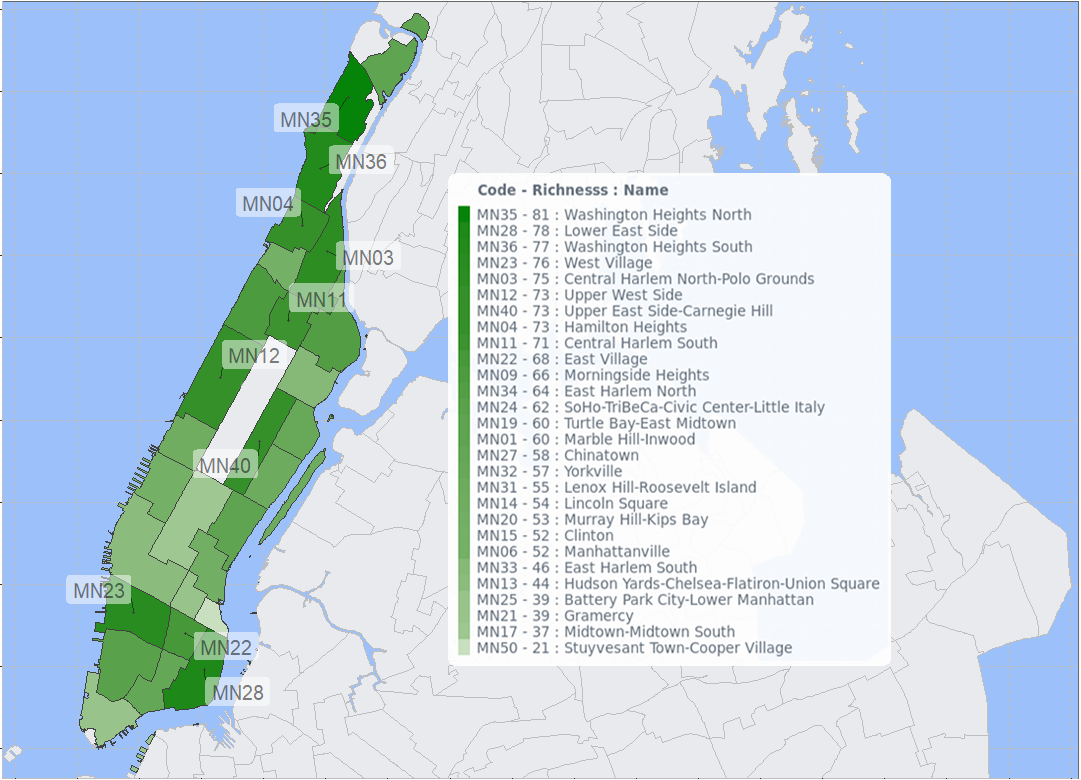 MN35
MN36
MN04
MN03
MN11
MN12
MN40
MN23
MN22
MN28
Code - Richnesss : Name
MN35 - 81 : Washington Heights North
MN28 - 78 : Lower East Side
MN36 - 77 : Washington Heights South
MN23 - 76 : West Village
MN03 - 75 : Central Harlem North-Polo Grounds
MN12 - 73 : Upper West Side
MN40 - 73 : Upper East Side-Carnegie Hill
MN04 - 73 : Hamilton Heights
MN11 - 71 : Central Harlem South
MN22 - 68 : East Village
MN09 - 66 : Morningside Heights
MN34 - 64 : East Harlem North
MN24 - 62 : SoHo-TriBeCa-Civic Center-Little Italy
MN19 - 60 : Turtle Bay-East Midtown
MN01 - 60 : Marble Hill-Inwood
MN27 - 58 : Chinatown
MN32 - 57 : Yorkville
MN31 - 55 : Lenox Hill-Roosevelt Island
MN14 - 54 : Lincoln Square
MN20 - 53 : Murray Hill-Kips Bay
MN15 - 52 : Clinton
MN06 - 52 : Manhattanville
MN33 - 46 : East Harlem South
MN13 - 44 : Hudson Yards-Chelsea-Flatiron-Union Square
MN25 - 39 : Battery Park City-Lower Manhattan
MN21 - 39 : Gramercy
MN17 - 37 : Midtown-Midtown South
MN50 - 21 : Stuyvesant Town-Cooper Village